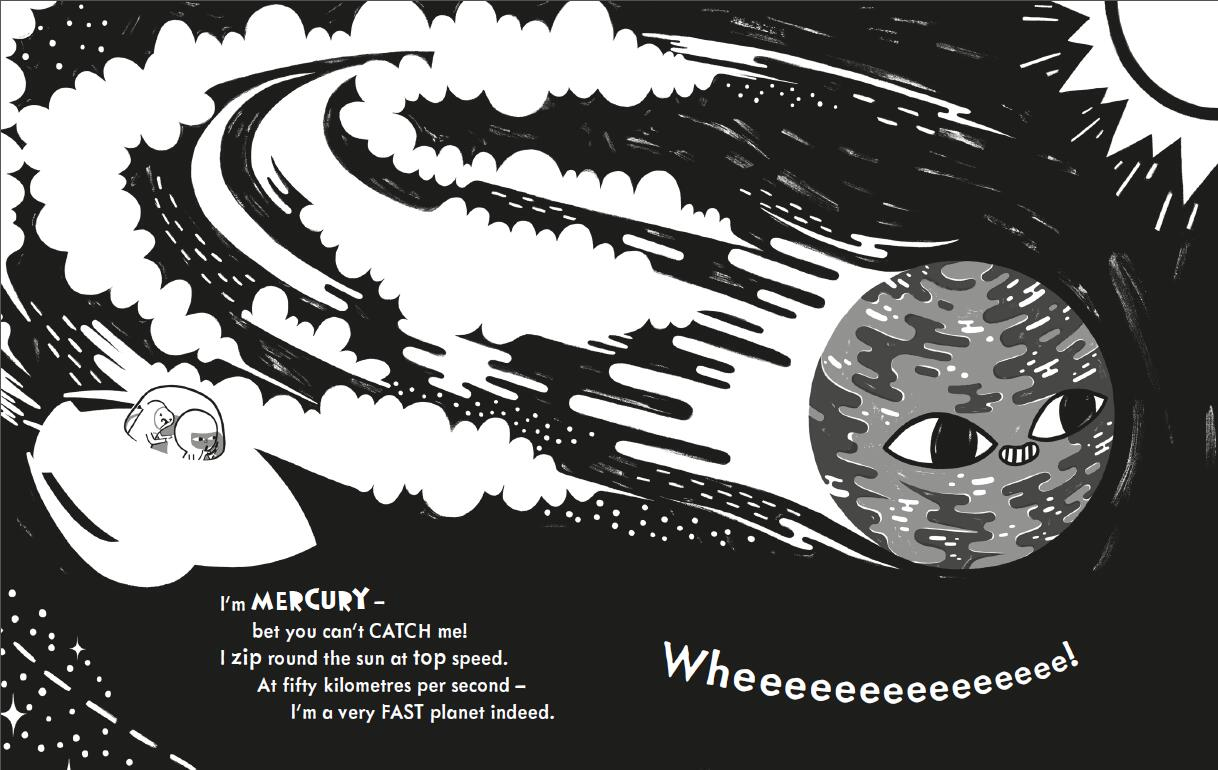 I'm MERCURY –
bet you can't CATCH me!
I zip round the sun at top speed.
At fifty kilometres per second –
I'm a very FAST planet indeed.
Wheeeeeeeeeeeeeee!